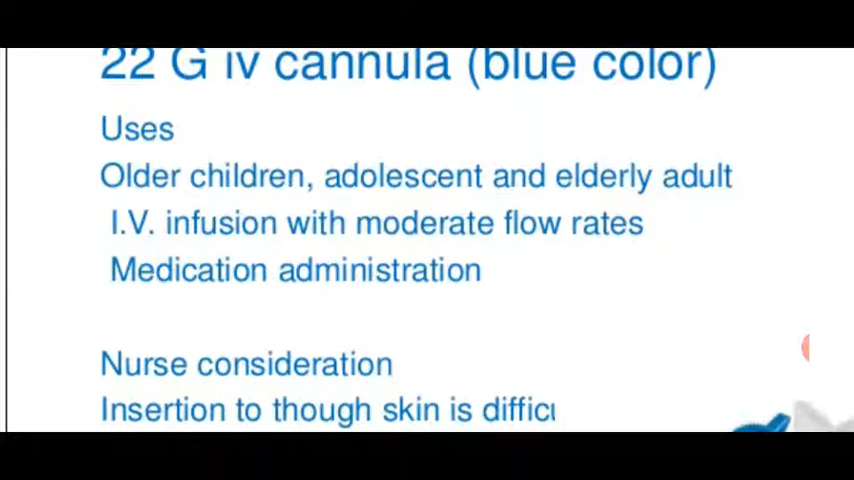 22 G iv cannula (blue color)
Uses
Older children, adolescent and elderly adult
I.V. infusion with moderate flow rates
Medication administration
Nurse consideration
Insertion to though skin is